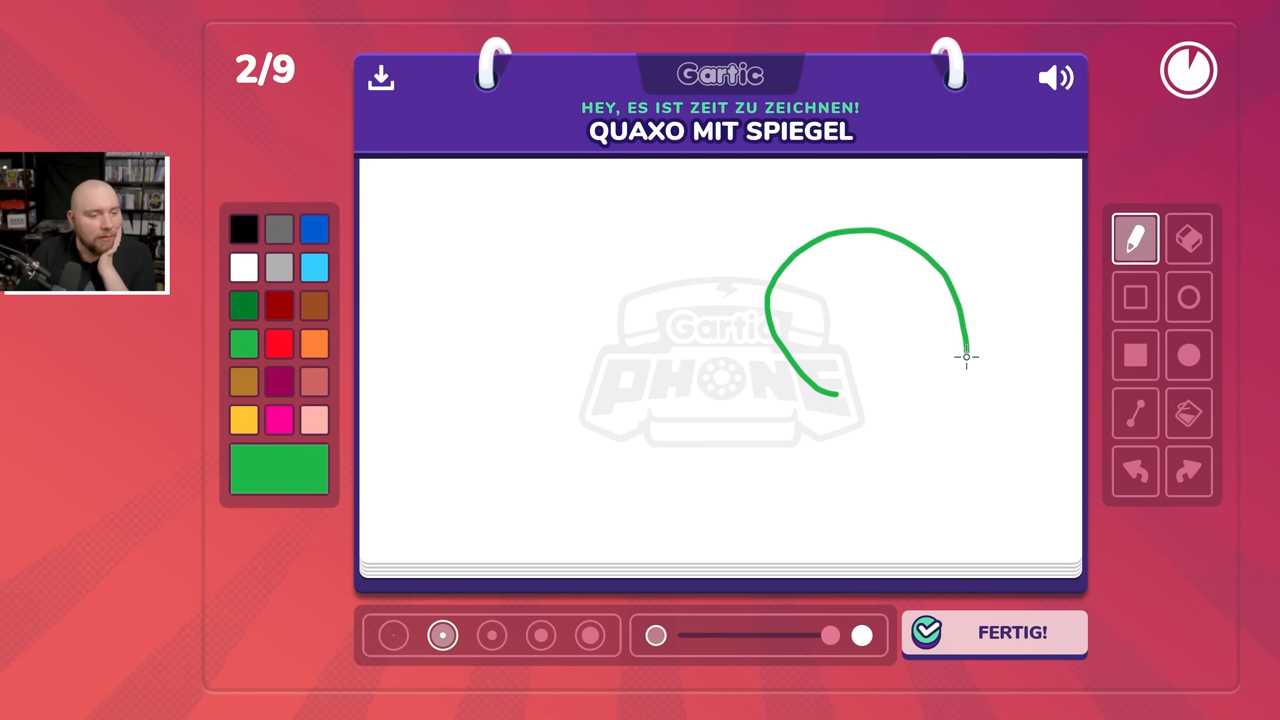 2/9
Gartic
HEY, ES IST ZEIT ZU ZEICHNEN!
QUAXO MIT SPIEGEL
Gartic
PHONE
FERTIG!